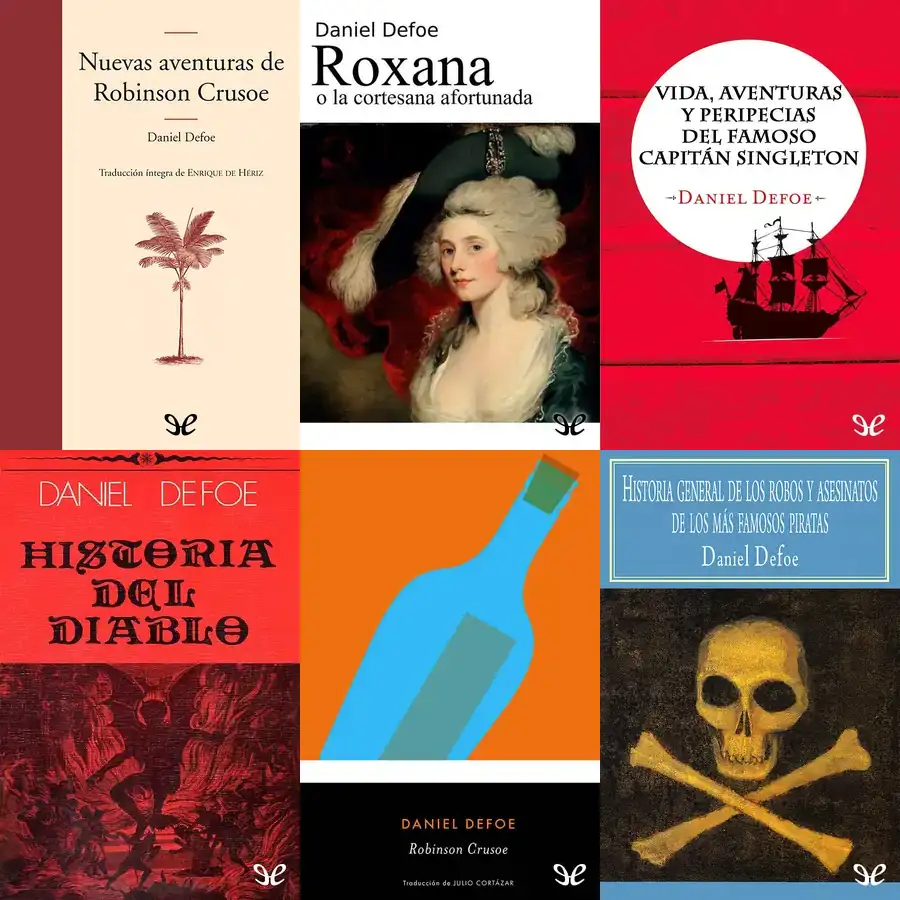 Nuevas aventuras de
Robinson Crusoe
Daniel Defoe
Traducción íntegra de ENRIQUE DE HÉRIZ
Daniel Defoe
Roxana
o la cortesana afortunada
VIDA, AVENTURAS
Y PERIPECIAS
DEL FAMOSO
CAPITÁN SINGLETON
DANIEL DEFOE
DANIEL DEFOE
HISTORIA
DEL
DIABLO
DANIEL DEFOE
Robinson Crusoe
Traducción de JULIO CORTÁZAR
HISTORIA GENERAL DE LOS ROBOS Y ASESINATOS
DE LOS MÁS FAMOSOS PIRATAS
Daniel Defoe